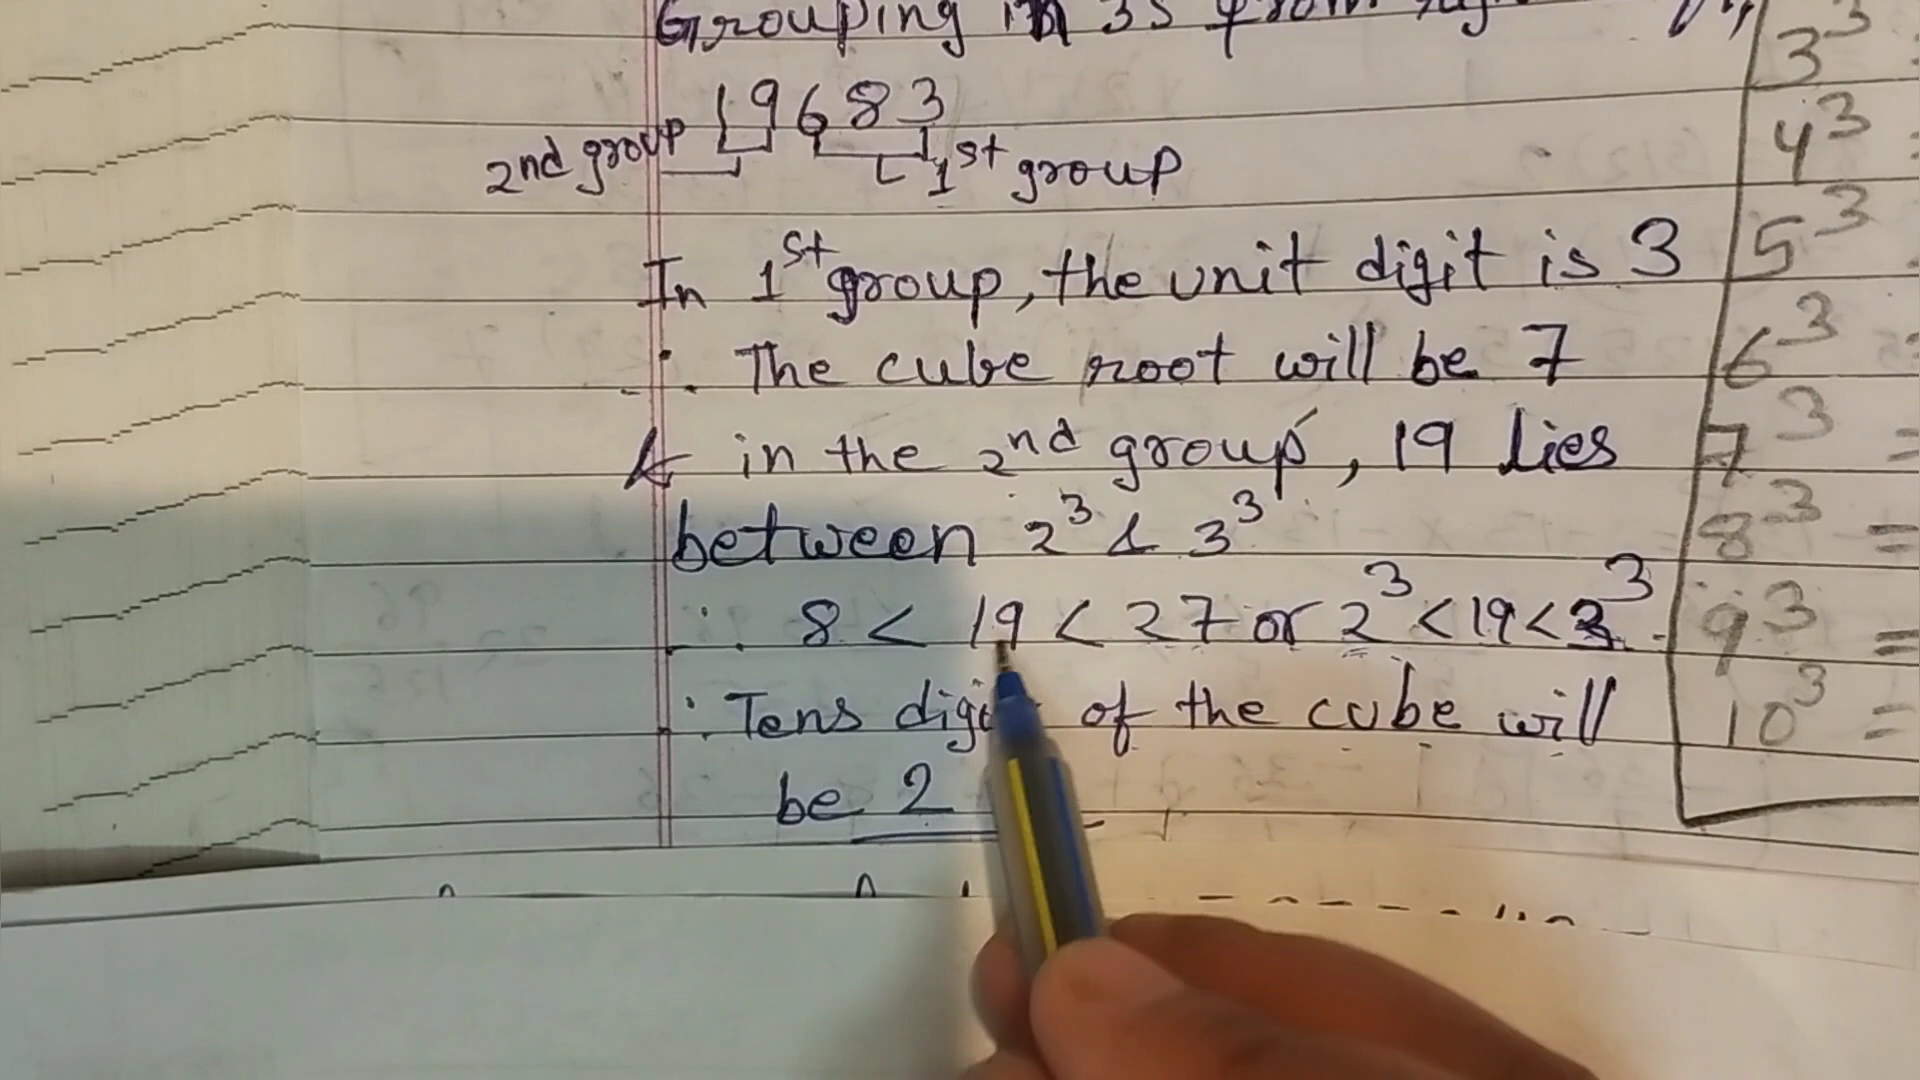 Grouping in 3s from
19683
2nd group
1st group
In 1st group, the unit digit is 3
∴ The cube root will be 7
& in the 2nd group, 19 lies
between 2³ & 3³
∴ 8 < 19 < 27 or 2³ < 19 < 3³
∴ Tens digit of the cube will
be 2
3³
4³
5³
6³
7³ =
8³ =
9³ =
10³ =